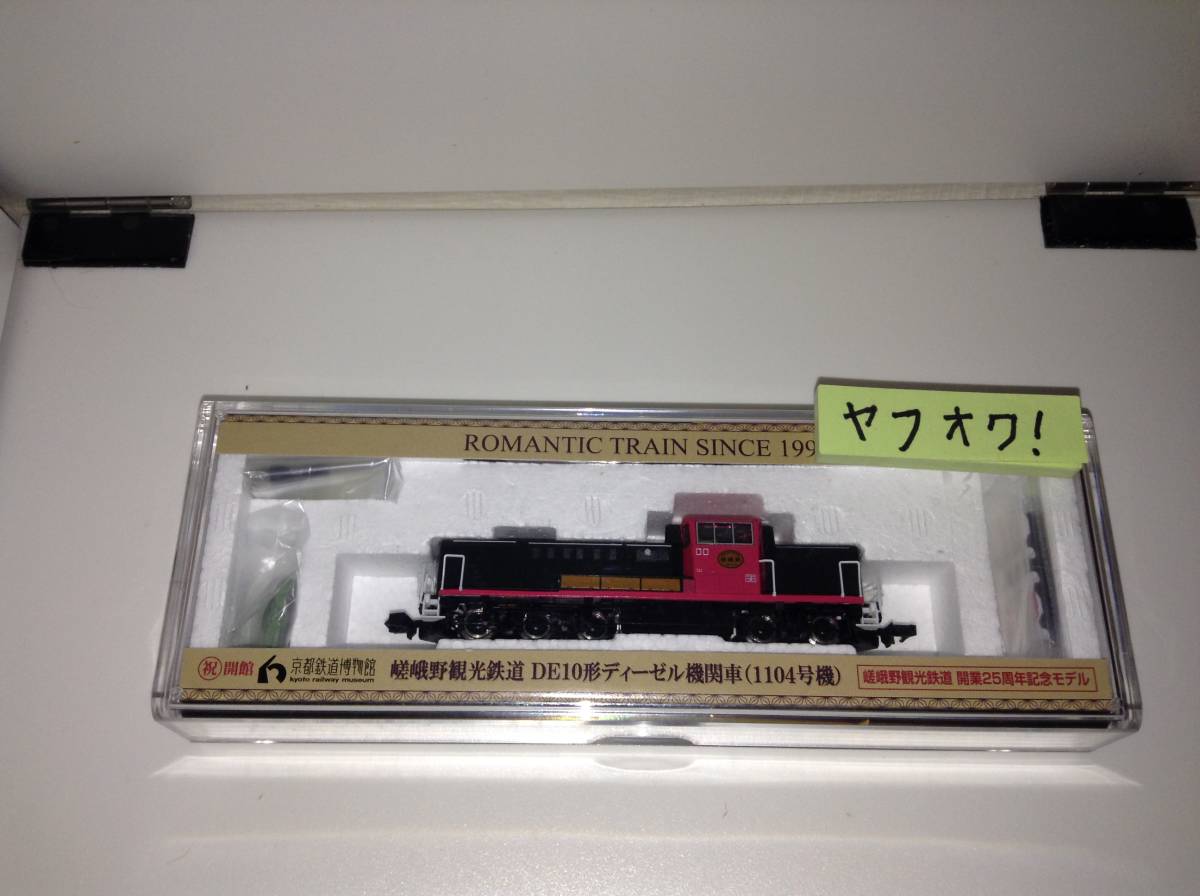 ROMANTIC TRAIN SINCE 199
ヤフオク!
祝 開館 京都鉄道博物館 嵯峨野観光鉄道 DE10形ディーゼル機関車(1104号機) 嵯峨野観光鉄道 開業25周年記念モデル
kyoto railway museum